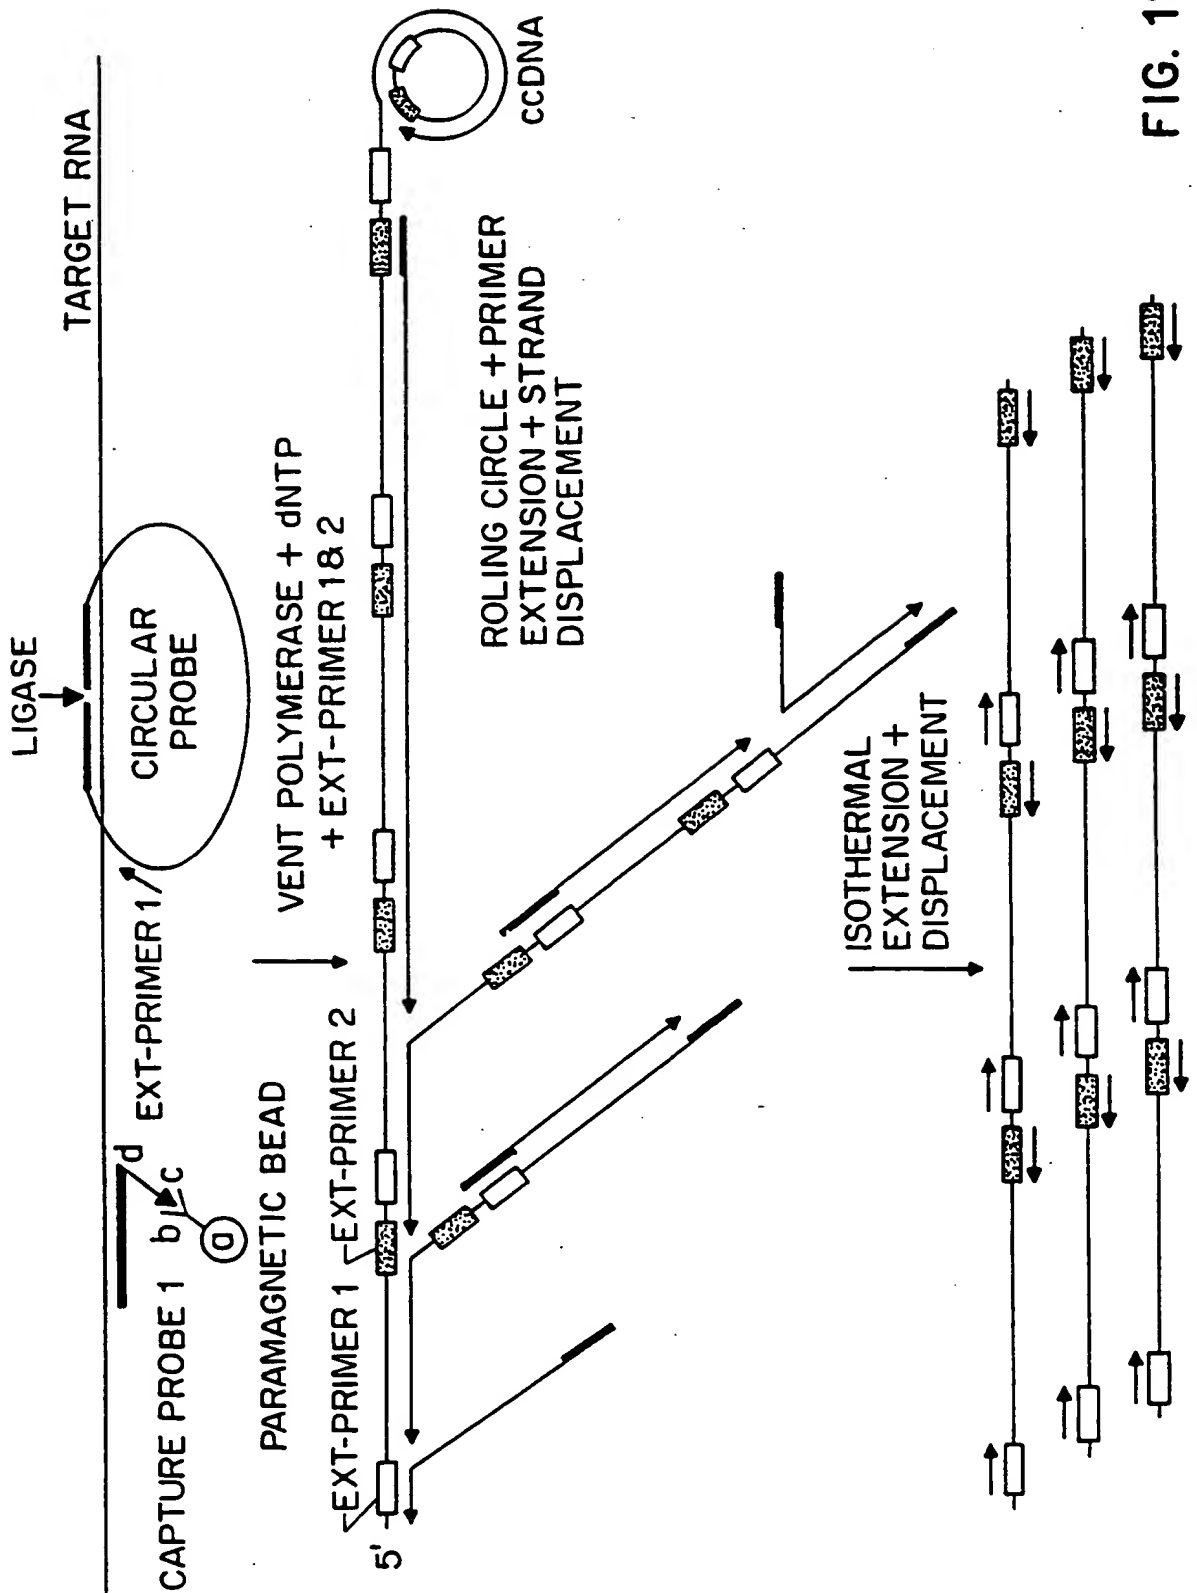 LIGASE
TARGET RNA
CIRCULAR
PROBE
EXT-PRIMER 1
d
CAPTURE PROBE 1 b c
a
PARAMAGNETIC BEAD
VENT POLYMERASE + dNTP
+ EXT-PRIMER 1 & 2
EXT-PRIMER 1
EXT-PRIMER 2
5'
CCDNA
ROLING CIRCLE + PRIMER
EXTENSION + STRAND
DISPLACEMENT
ISOTHERMAL
EXTENSION +
DISPLACEMENT
FIG.